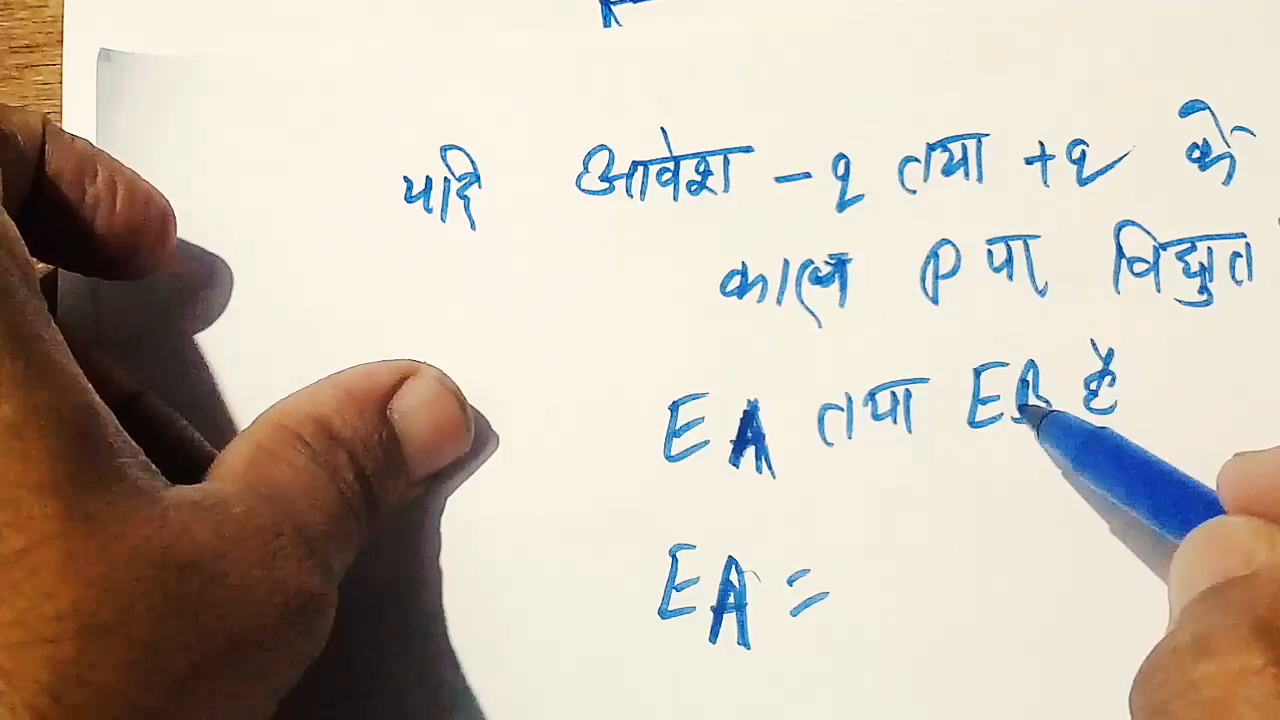 यदि आवेश -q तथा +q के
कारण P पर विद्युत
EA तथा EB है
EA =